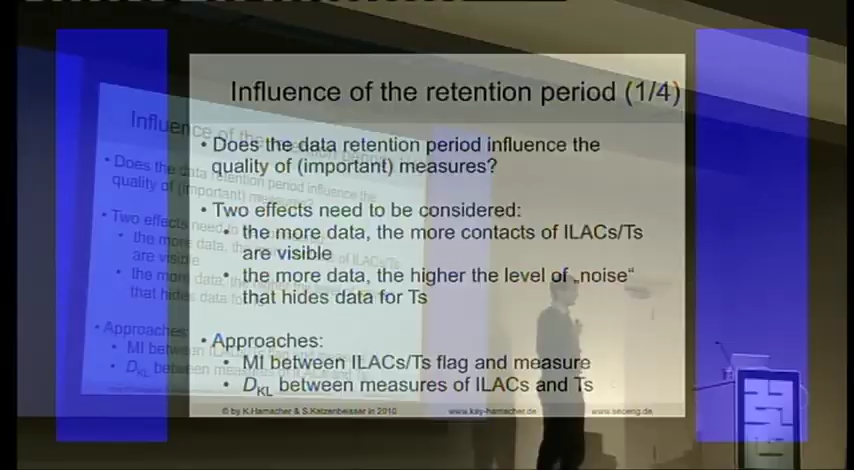 Influence of the retention period (1/4)
• Does the data retention period influence the
quality of (important) measures?
• Two effects need to be considered:
• the more data, the more contacts of ILACs/Ts
are visible
• the more data, the higher the level of „noise“
that hides data for Ts
• Approaches:
• MI between ILACs/Ts flag and measure
• DKL between measures of ILACs and Ts
© by K.Hamacher & S.Katzenbeisser in 2010 www.kay-hamacher.de www.seceng.de